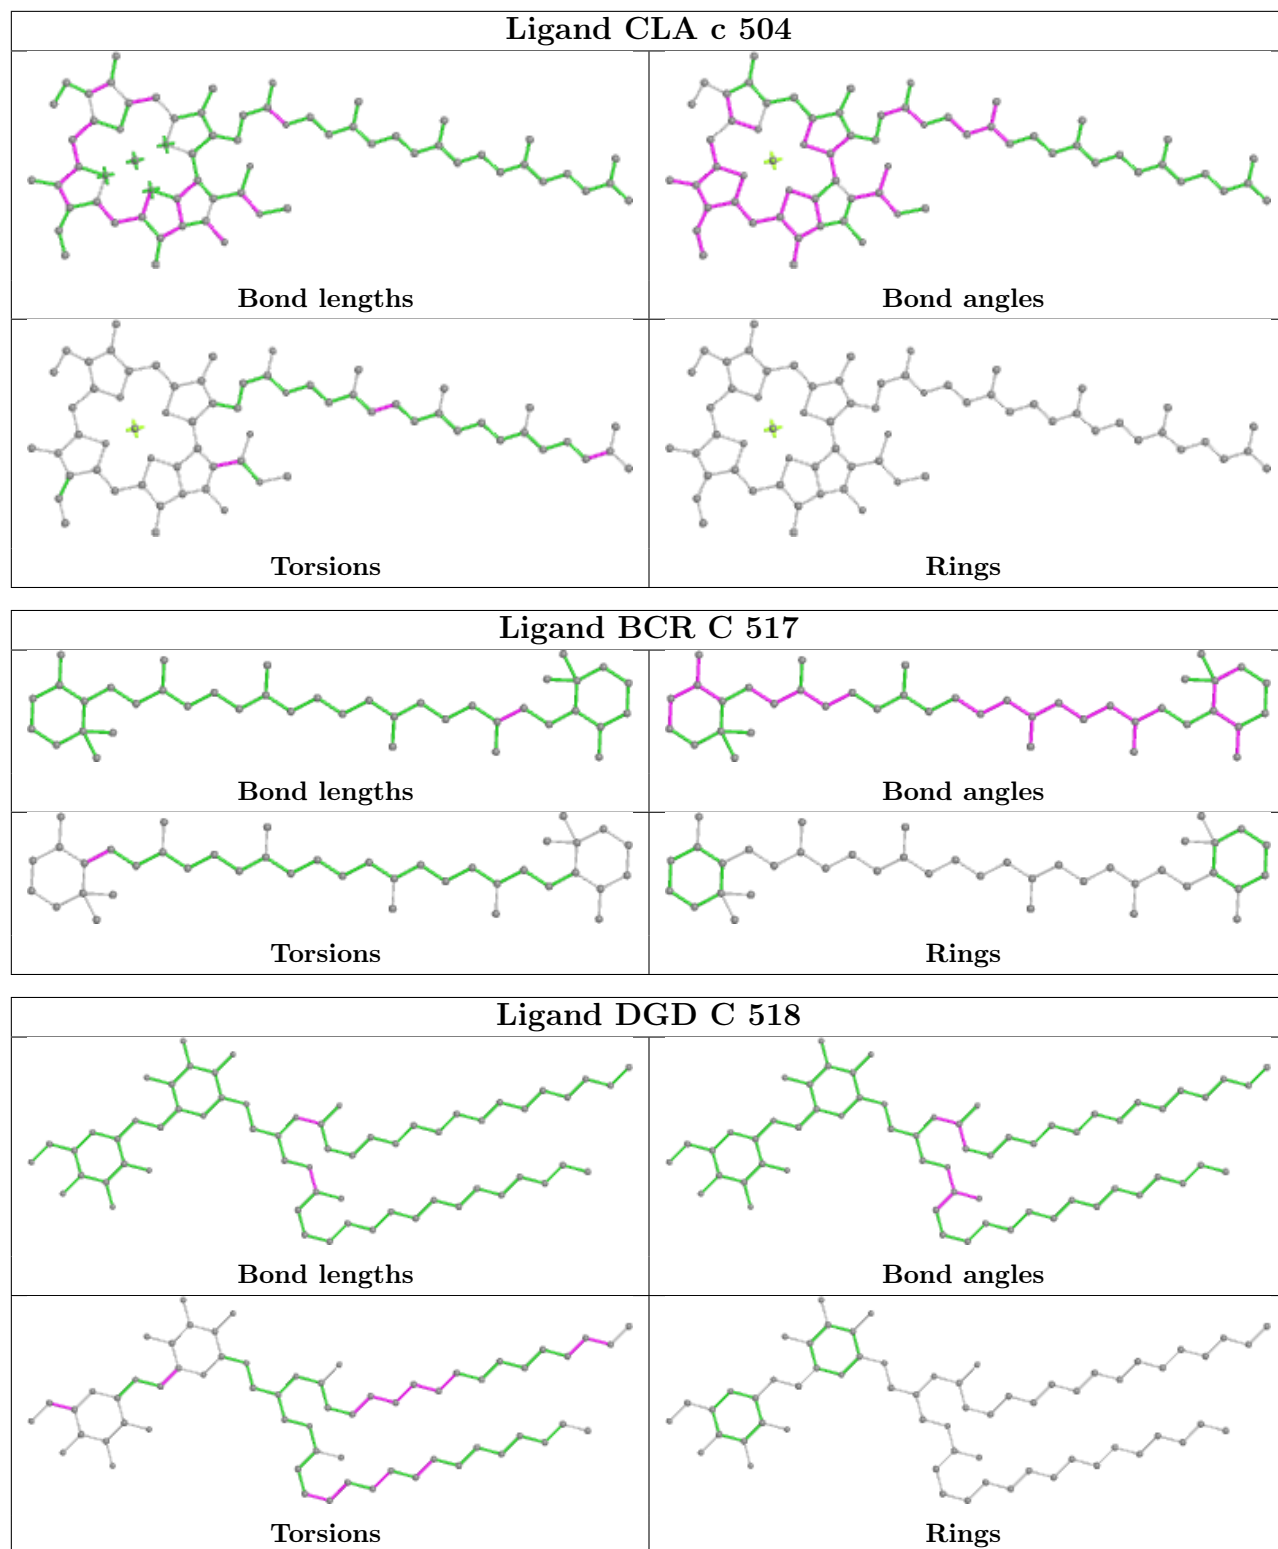 Ligand CLA c 504
Bond lengths
Bond angles
Torsions
Rings
Ligand BCR C 517
Bond lengths
Bond angles
Torsions
Rings
Ligand DGD C 518
Bond lengths
Bond angles
Torsions
Rings